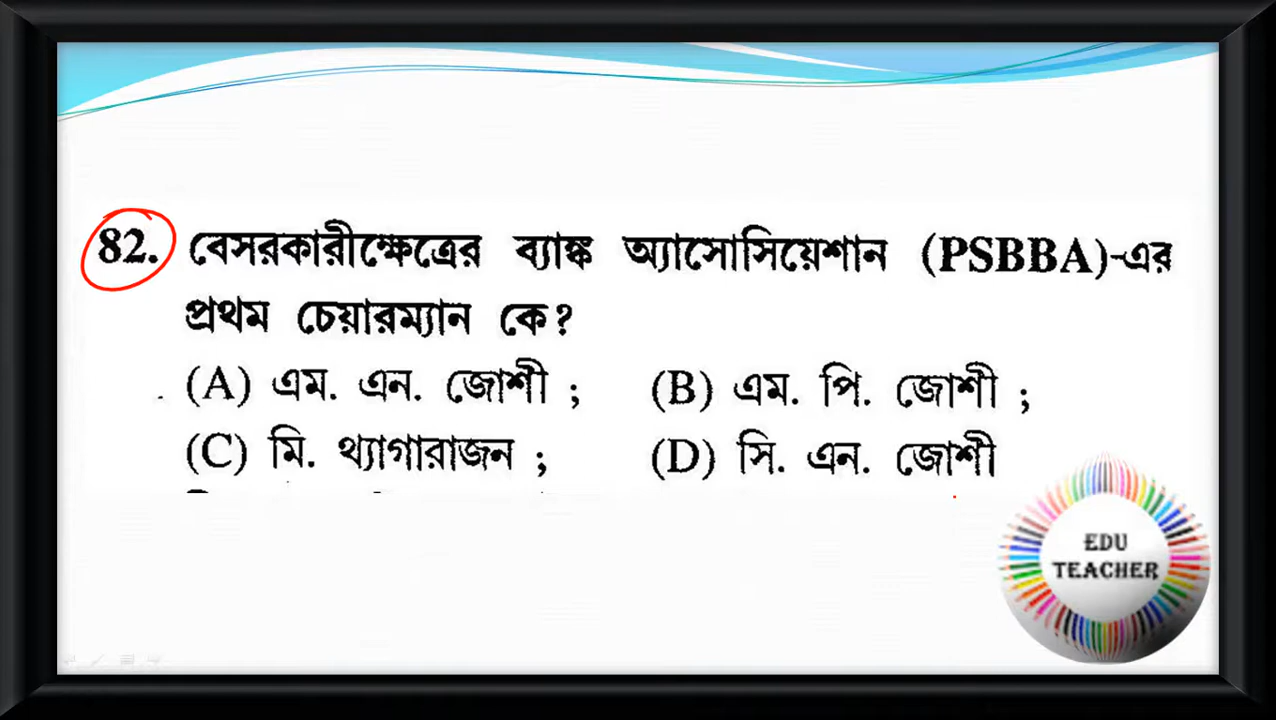 82. বেসরকারীক্ষেত্রের ব্যাঙ্ক অ্যাসোসিয়েশান (PSBBA)-এর
প্রথম চেয়ারম্যান কে?
(A) এম. এন. জোশী ; (B) এম. পি. জোশী ;
(C) মি. থ্যাগারাজন ; (D) সি. এন. জোশী
EDU
TEACHER